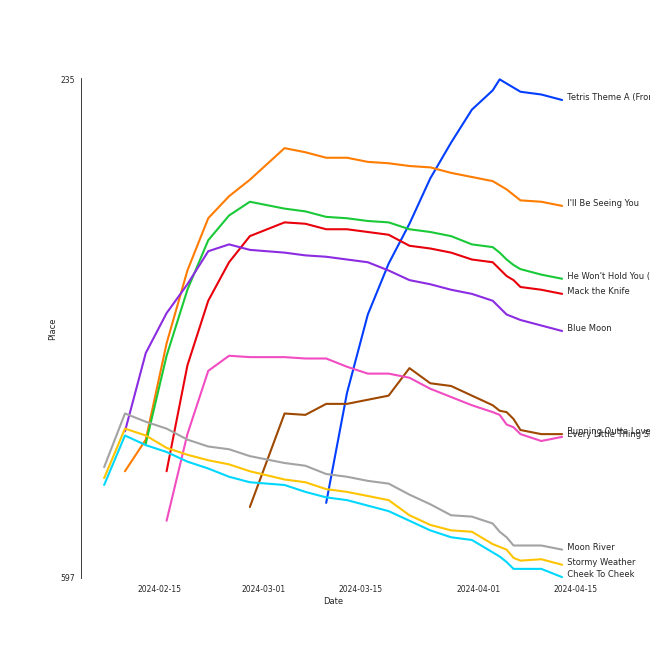 235
Tetris Theme A (Fron
I'll Be Seeing You
He Won't Hold You (
Mack the Knife
Blue Moon
Place
Running Outta Love
Every Little Thing S
Moon River
Stormy Weather
Cheek To Cheek
597
2024-02-15
2024-03-01
2024-03-15
2024-04-01
2024-04-15
Date